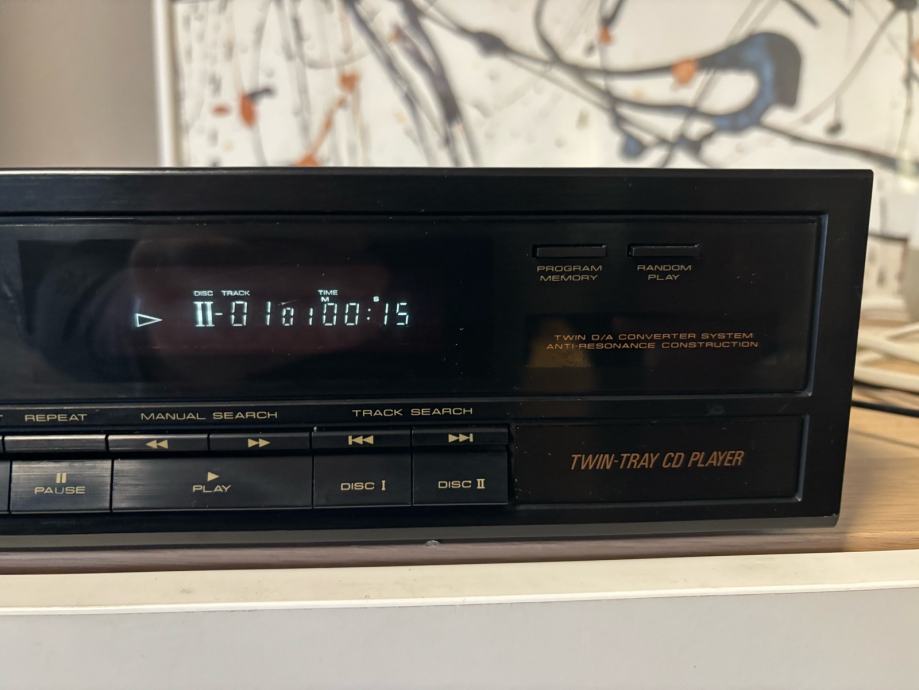 PROGRAM MEMORY
RANDOM PLAY
DISC TRACK TIME
M S
II-01 00:15
TWIN D/A CONVERTER SYSTEM
ANTI-RESONANCE CONSTRUCTION
REPEAT MANUAL SEARCH TRACK SEARCH
PAUSE PLAY DISC I DISC II
TWIN-TRAY CD PLAYER